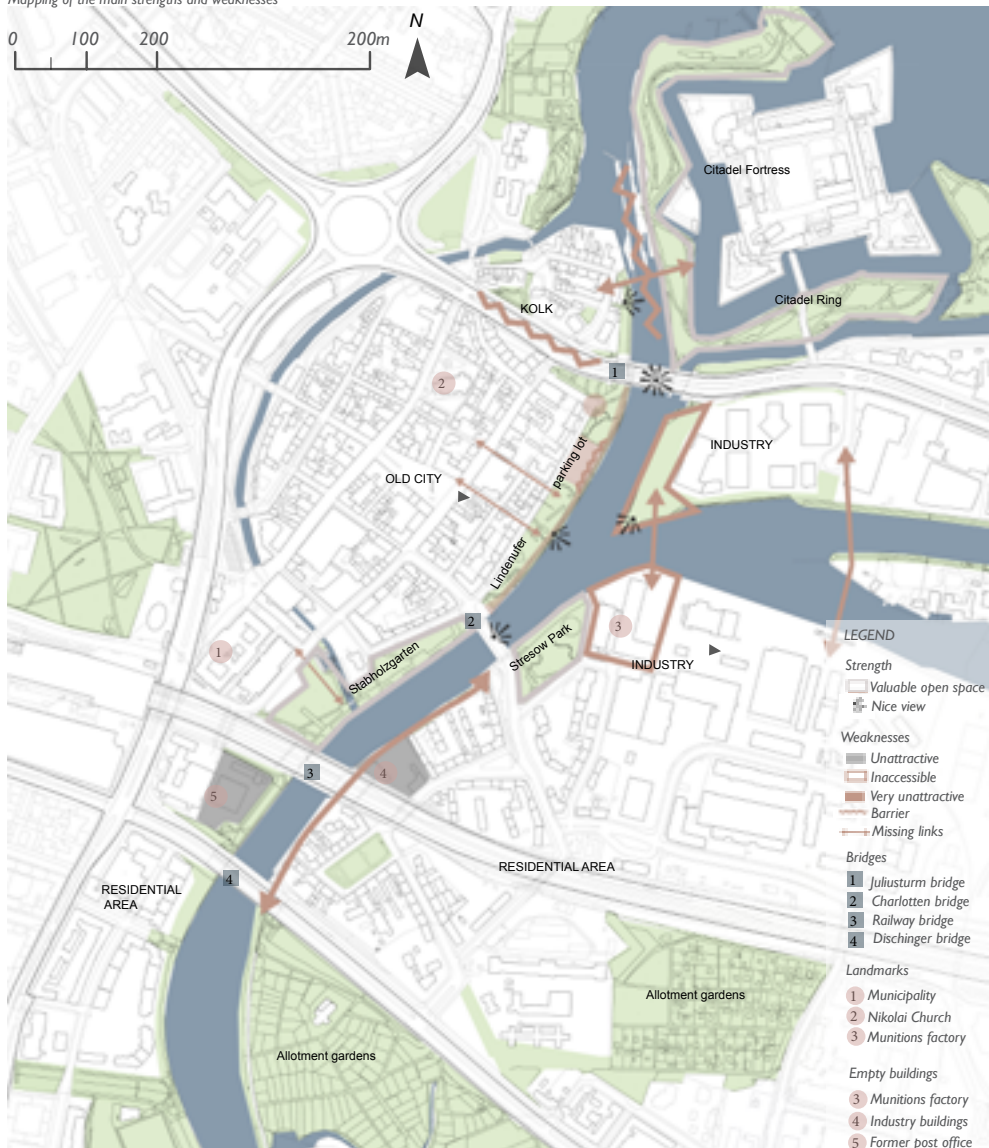 Mapping of the main strengths and weaknesses
0 100 200 200m
N
Citadel Fortress
Citadel Ring
KOLK
1
2
INDUSTRY
parking lot
OLD CITY
Lindenufer
2
Stresow Park
3
INDUSTRY
1
Stabholzgarten
3
4
5
RESIDENTIAL AREA
4
RESIDENTIAL
AREA
Allotment gardens
Allotment gardens
LEGEND
Strength
Valuable open space
Nice view
Weaknesses
Unattractive
Inaccessible
Very unattractive
Barrier
Missing links
Bridges
1 Juliusturm bridge
2 Charlotten bridge
3 Railway bridge
4 Dischinger bridge
Landmarks
1 Municipality
2 Nikolai Church
3 Munitions factory
Empty buildings
3 Munitions factory
4 Industry buildings
5 Former post office